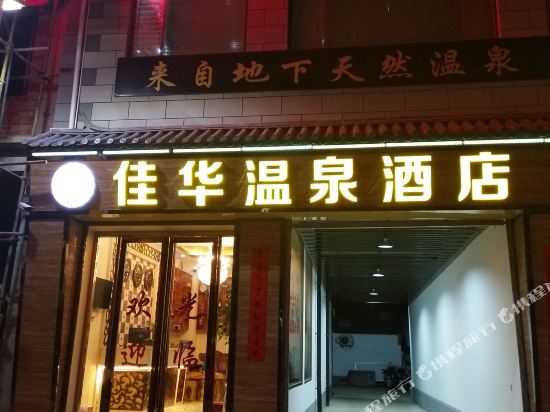 来自地下天然温泉
佳华温泉酒店
欢迎
光临
携程旅行